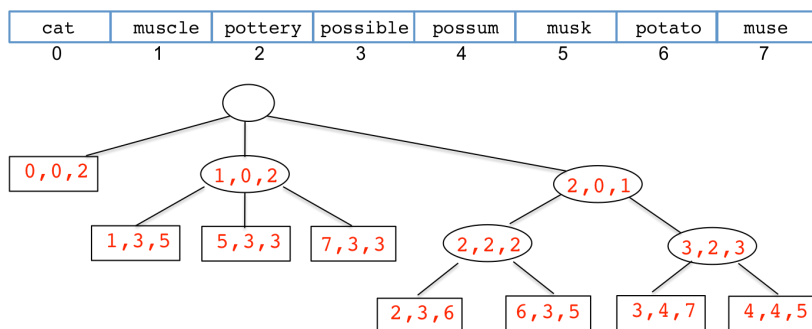 cat muscle pottery possible possum musk potato muse
0 1 2 3 4 5 6 7
0,0,2 1,0,2 2,0,1
1,3,5 5,3,3 7,3,3 2,2,2 3,2,3
2,3,6 6,3,5 3,4,7 4,4,5